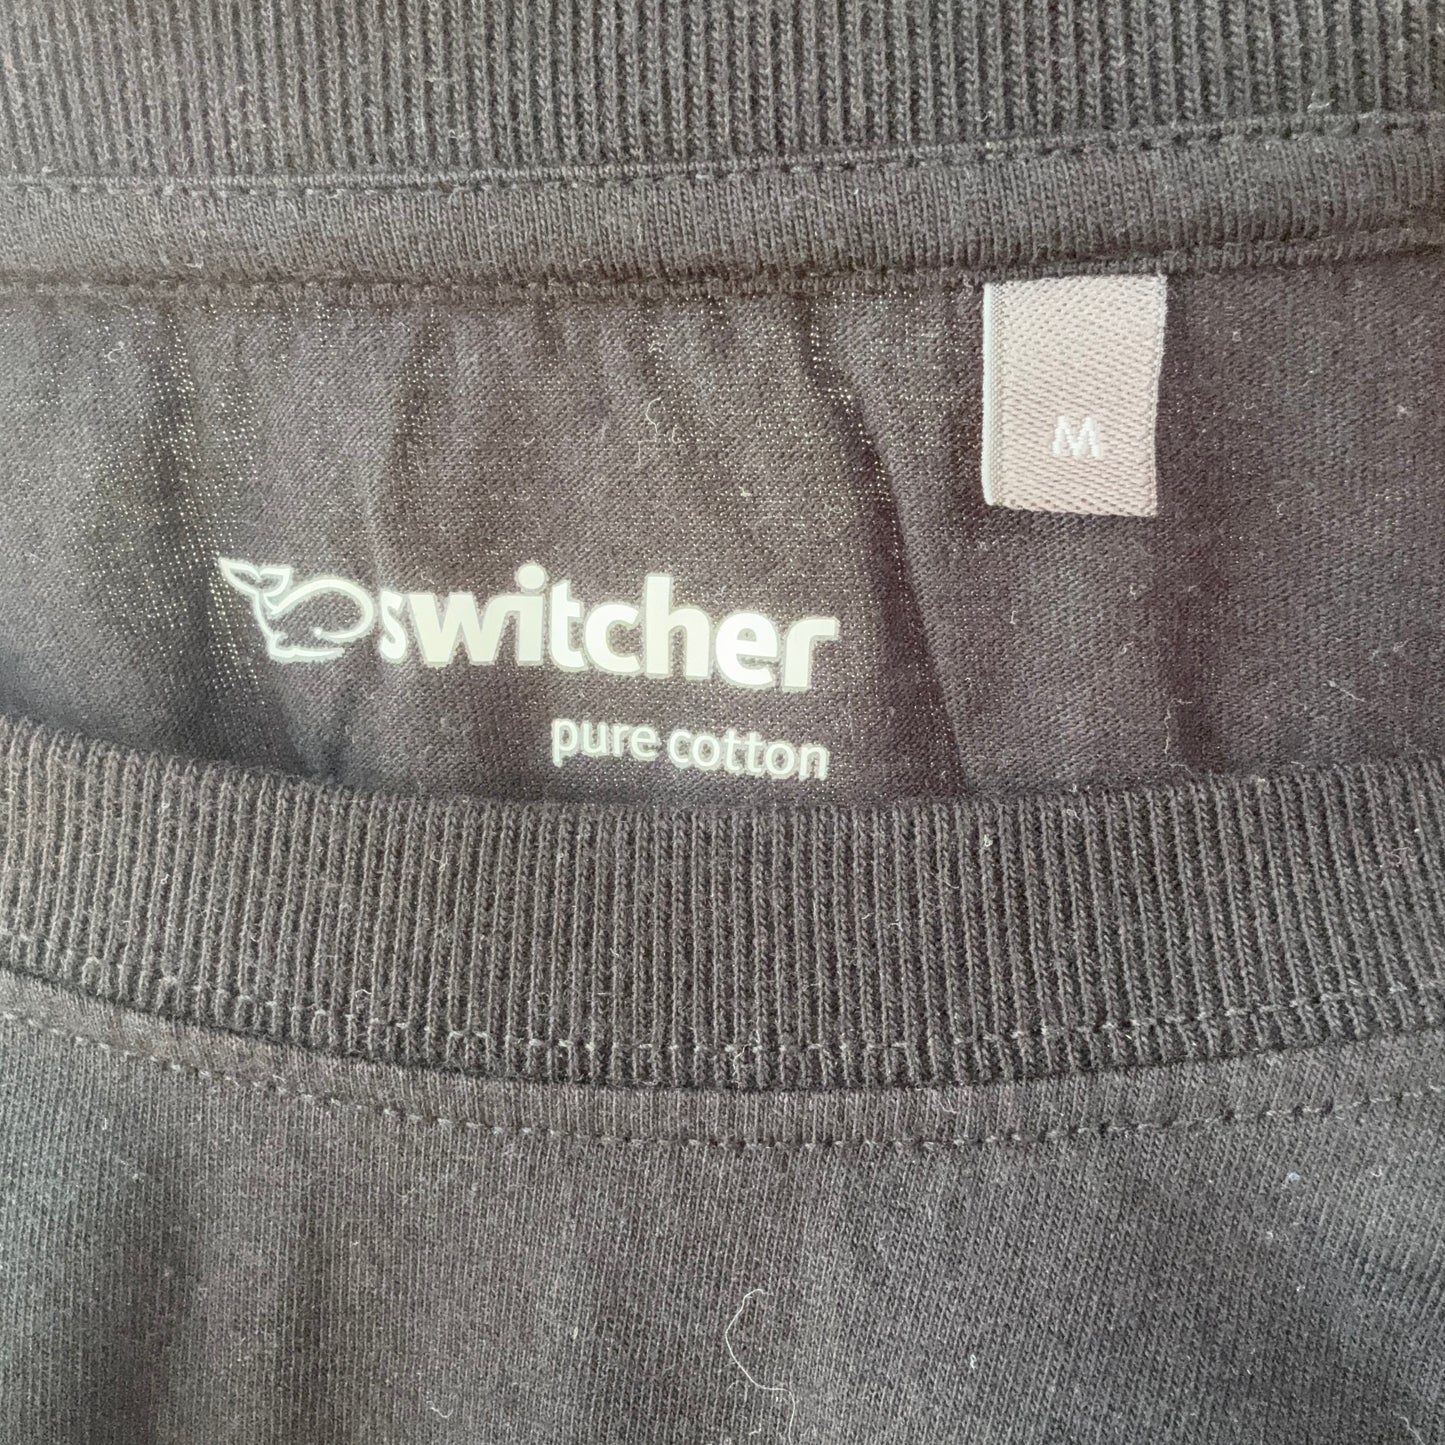 M
switcher
pure cotton